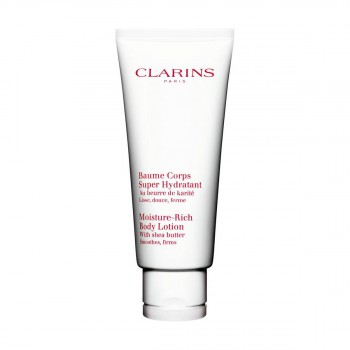 CLARINS
PARIS
Baume Corps
Super Hydratant
Au beurre de karité
Lisse, douce, ferme
Moisture-Rich
Body Lotion
With shea butter
Smoothes, firms